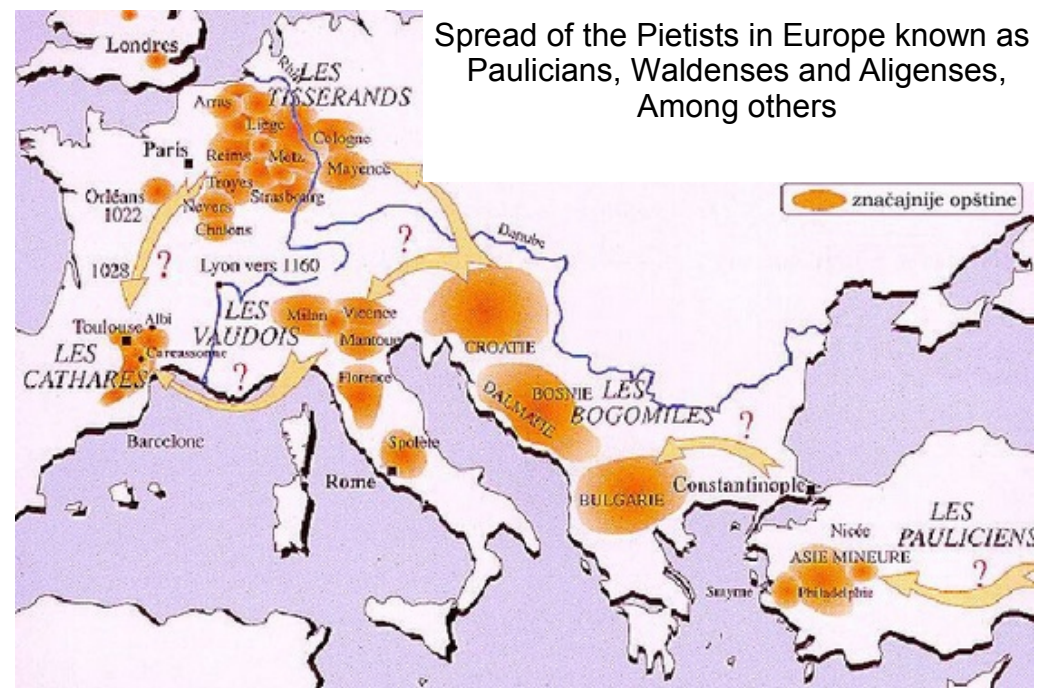 Spread of the Pietists in Europe known as
Paulicians, Waldenses and Aligenses,
Among others
Londres
Rhin
LES
TISSERANDS
Arras
Liège
Cologne
Paris
Reims
Metz
Mayence
Troyes
Strasbourg
Orléans
1022
Nevers
Chalons
značajnije opštine
?
Danube
1028
?
Lyon vers 1160
LES
VAUDOIS
Milan
Vicence
Mantoue
CROATIE
Toulouse
Albi
Carcassonne
LES
CATHARES
?
Florence
DALMATIE
BOSNIE
LES
BOGOMILES
?
Barcelone
Spolète
Rome
BULGARIE
Constantinople
LES
PAULICIENS
Nicée
ASIE MINEURE
?
Smyrne
Philadelphie